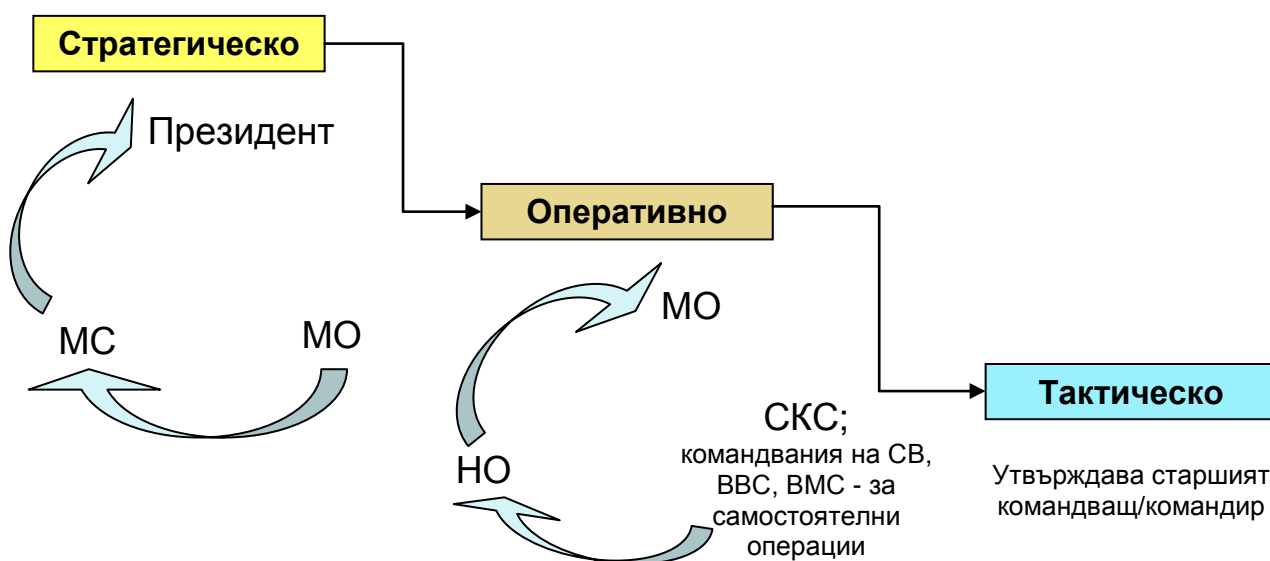 Стратегическо
Президент
МС
МО
Оперативно
МО
НО
СКС;
командвания на СВ,
ВВС, ВМС - за
самостоятелни
операции
Тактическо
Утвърждава старшият
командващ/командир